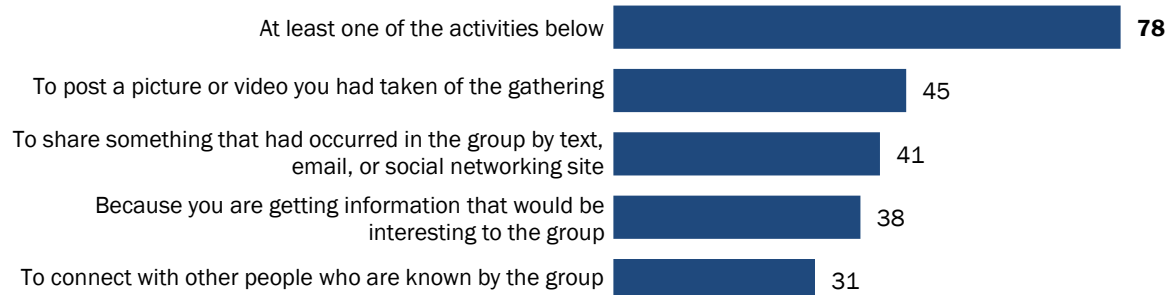 At least one of the activities below 78
To post a picture or video you had taken of the gathering 45
To share something that had occurred in the group by text,
email, or social networking site 41
Because you are getting information that would be
interesting to the group 38
To connect with other people who are known by the group 31